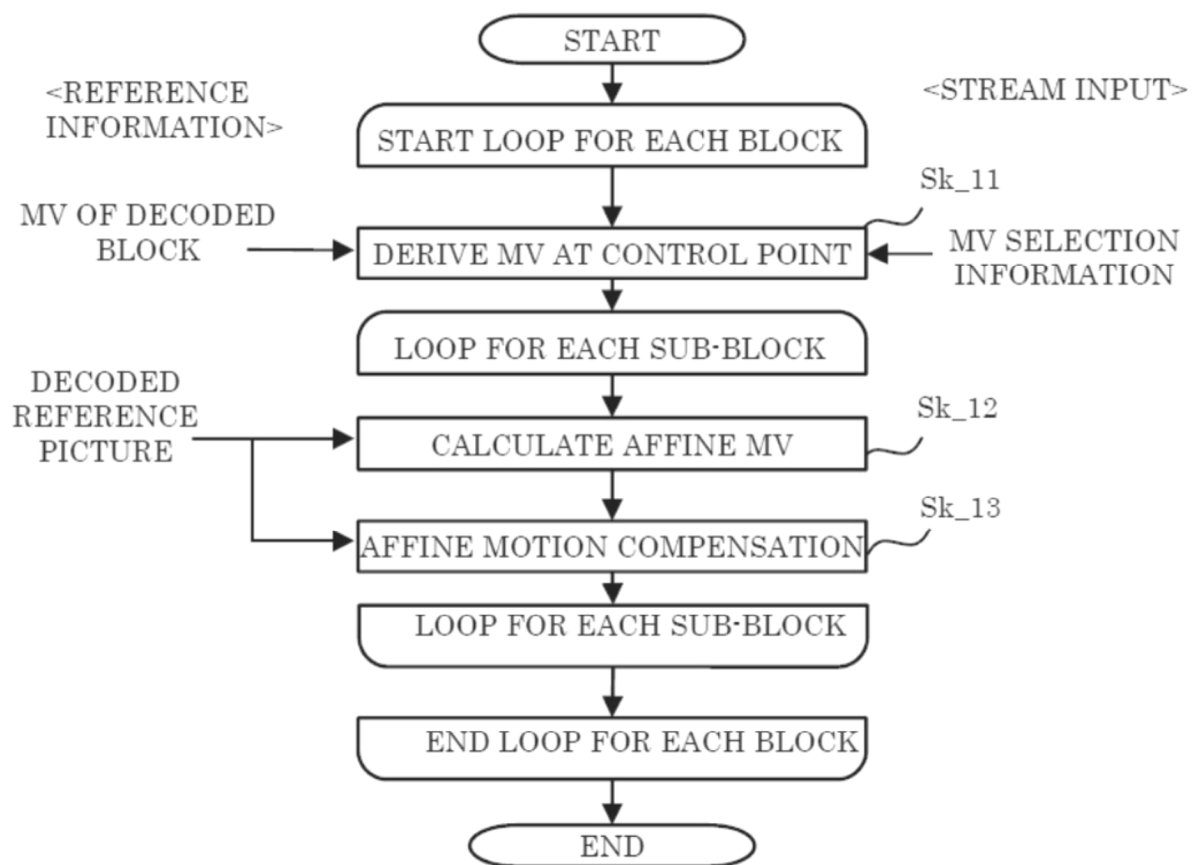 START
<REFERENCE
INFORMATION>
<STREAM INPUT>
START LOOP FOR EACH BLOCK
Sk_11
MV OF DECODED
BLOCK
DERIVE MV AT CONTROL POINT
MV SELECTION
INFORMATION
LOOP FOR EACH SUB-BLOCK
DECODED
REFERENCE
PICTURE
Sk_12
CALCULATE AFFINE MV
Sk_13
AFFINE MOTION COMPENSATION
LOOP FOR EACH SUB-BLOCK
END LOOP FOR EACH BLOCK
END